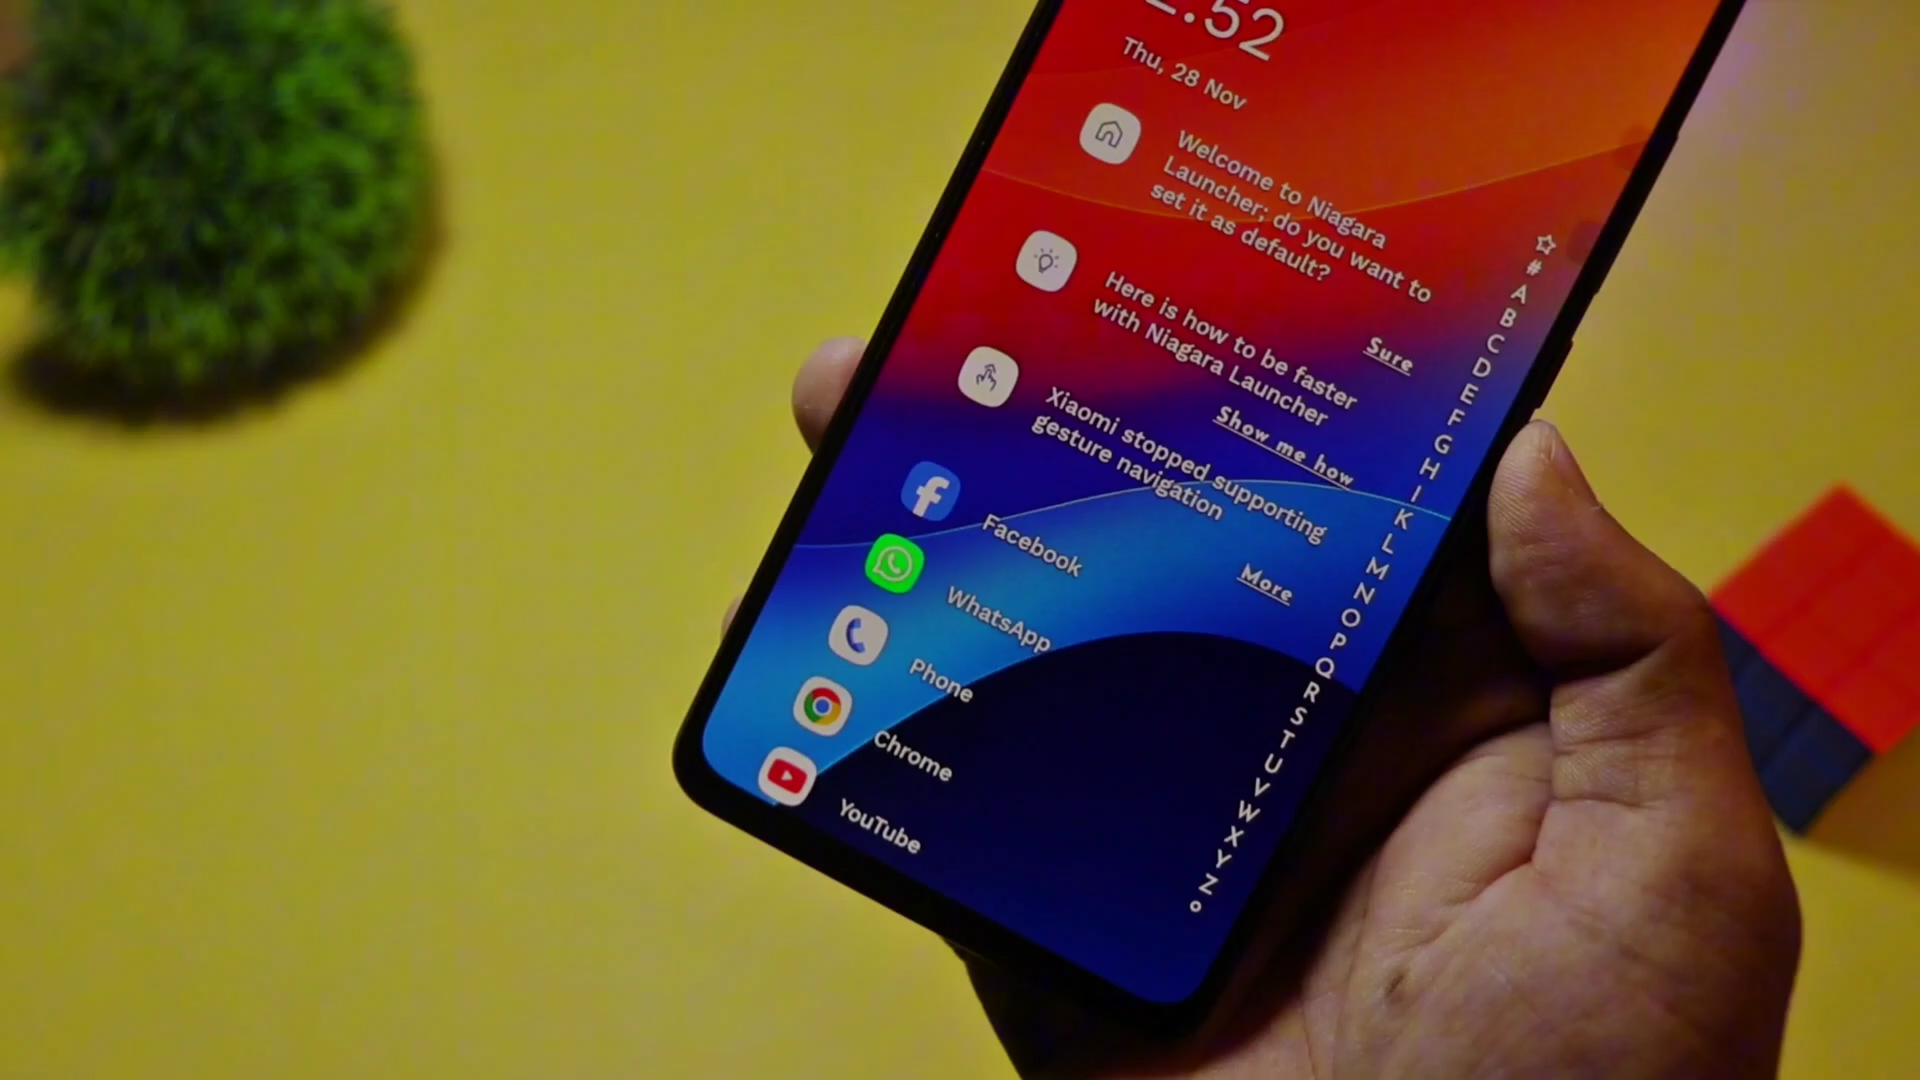 :52
Thu, 28 Nov
Welcome to Niagara
Launcher; do you want to
set it as default?
Sure
Here is how to be faster
with Niagara Launcher
Show me how
Xiaomi stopped supporting
gesture navigation
More
Facebook
WhatsApp
Phone
Chrome
YouTube
#
A
B
C
D
E
F
G
H
I
K
L
M
N
O
P
Q
R
S
T
U
V
W
X
Y
Z